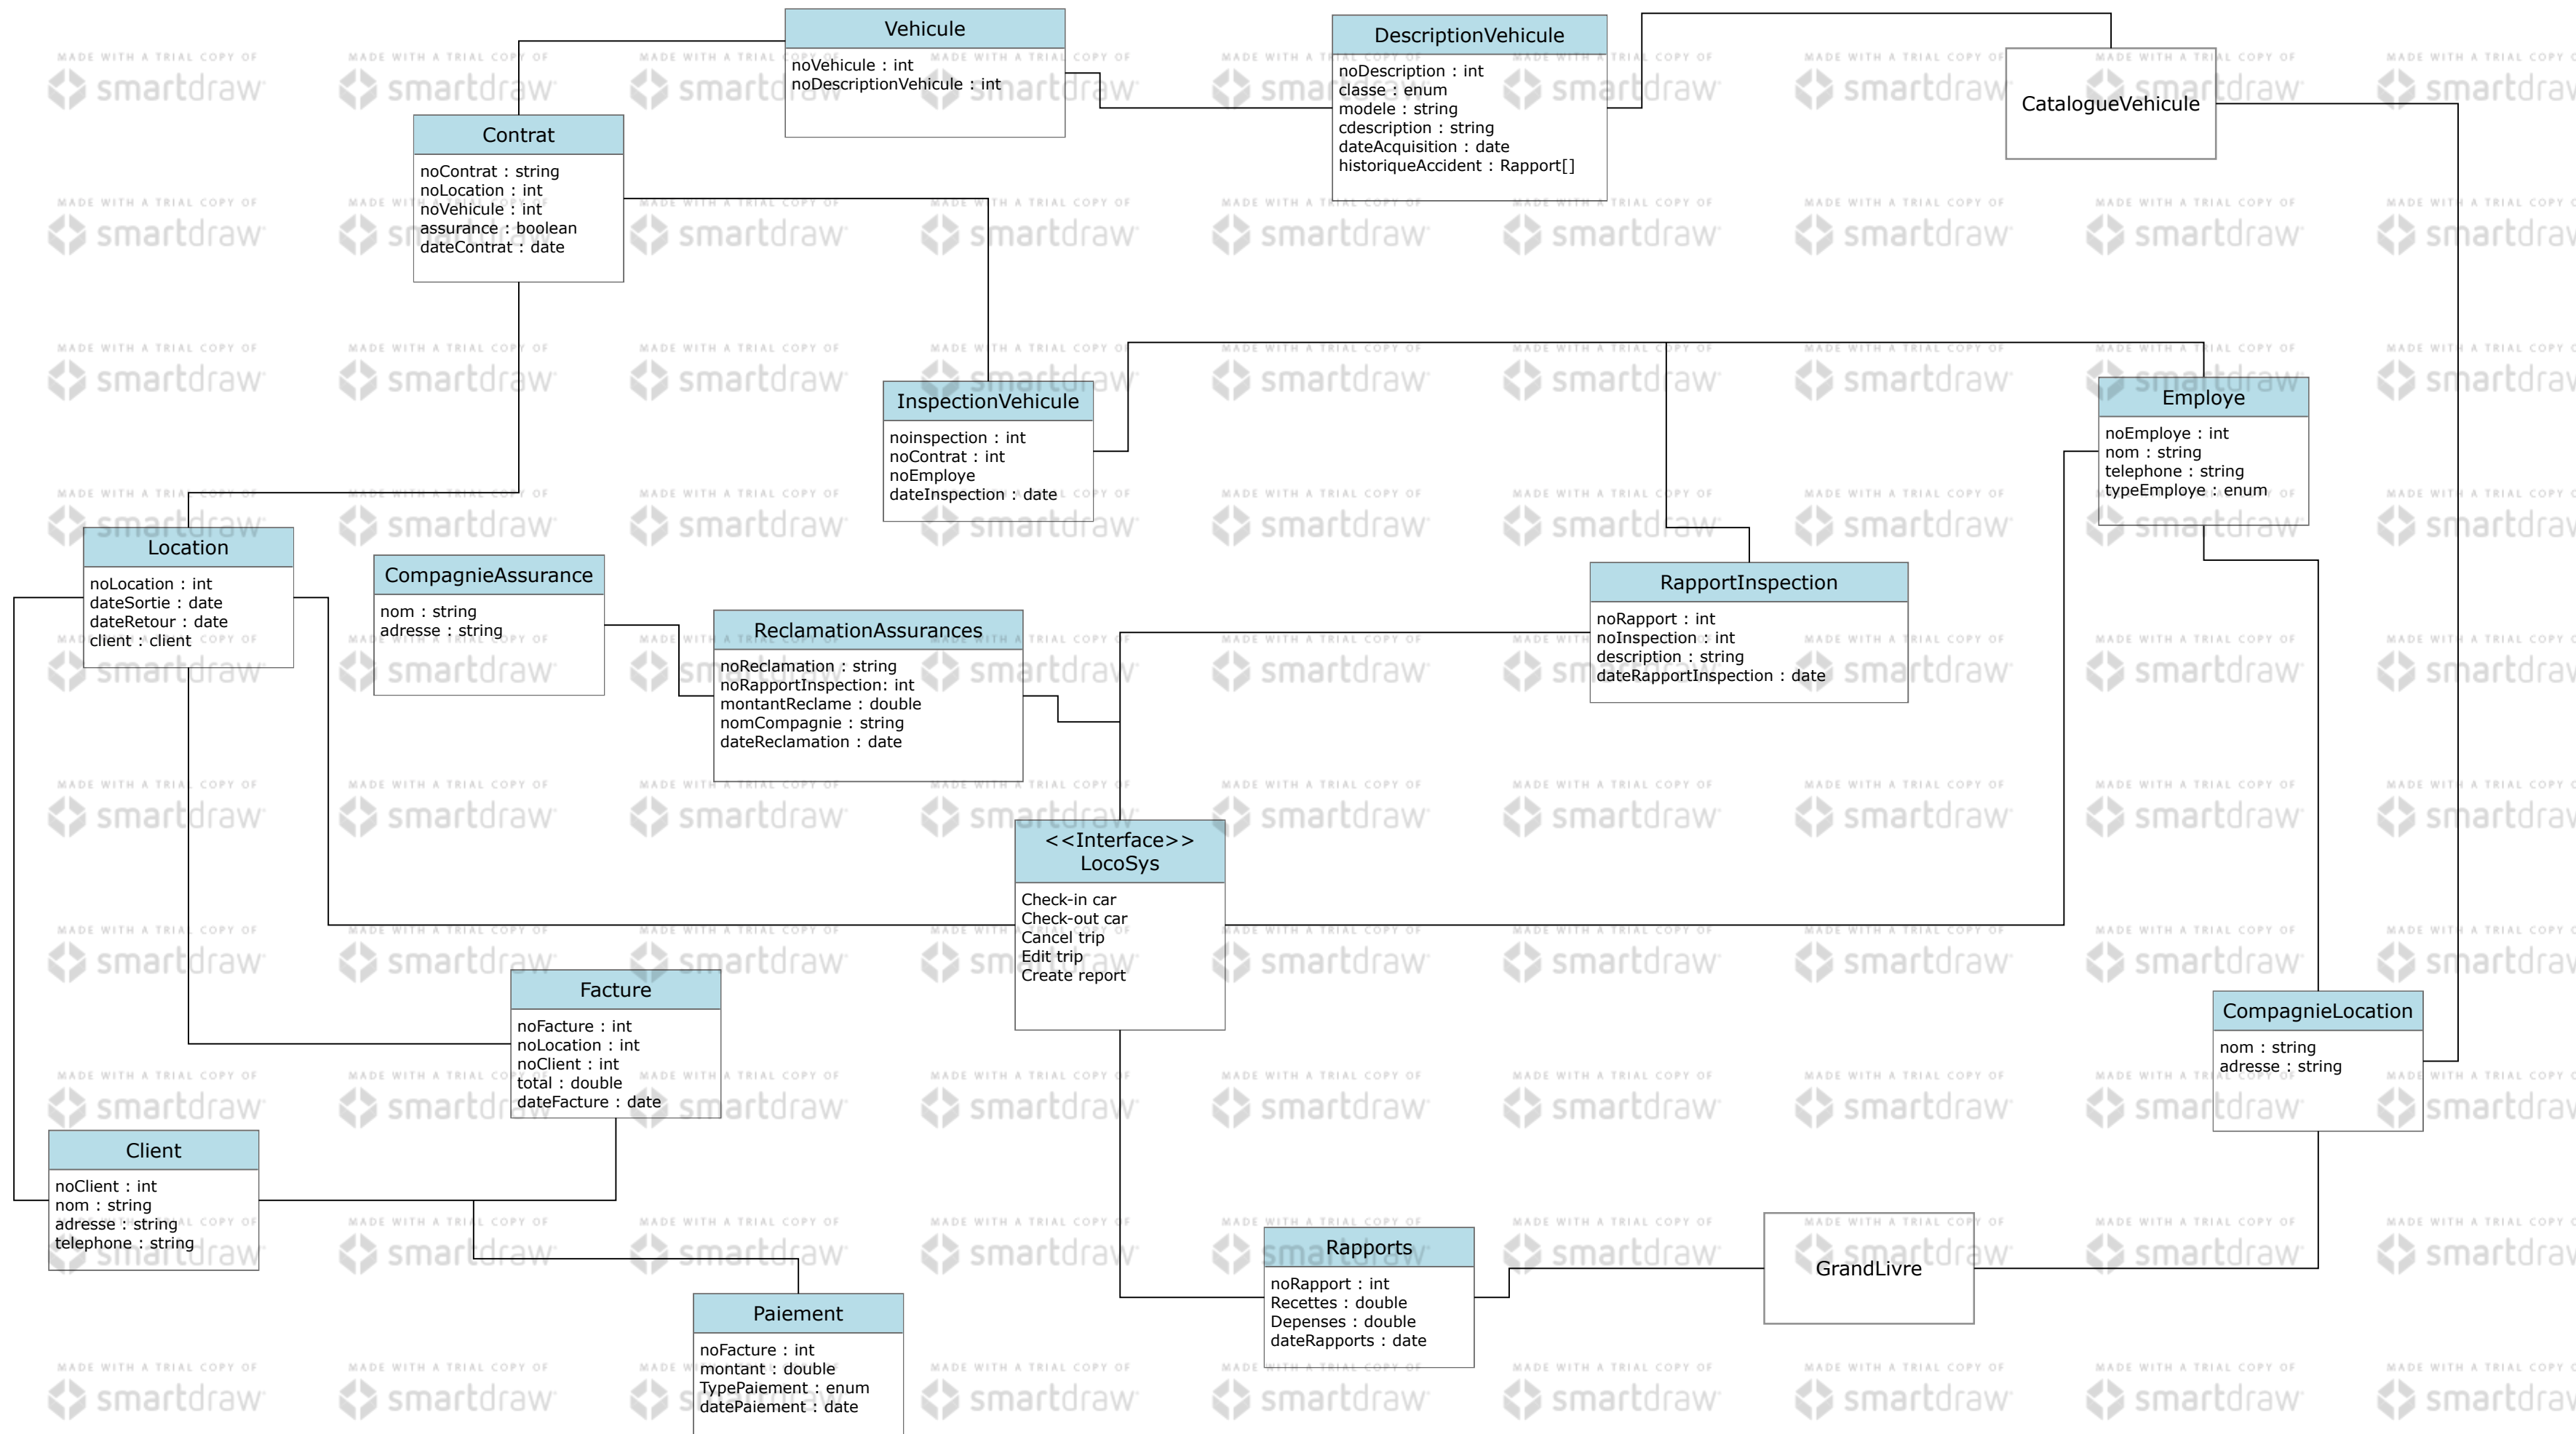 Vehicule
noVehicule : int
noDescriptionVehicule : int
DescriptionVehicule
noDescription : int
classe : enum
modele : string
cdescription : string
dateAcquisition : date
historiqueAccident : Rapport[]
CatalogueVehicule
Contrat
noContrat : string
noLocation : int
noVehicule : int
assurance : boolean
dateContrat : date
InspectionVehicule
noinspection : int
noContrat : int
noEmploye
dateInspection : date
Employe
noEmploye : int
nom : string
telephone : string
typeEmploye : enum
Location
noLocation : int
dateSortie : date
dateRetour : date
client : client
CompagnieAssurance
nom : string
adresse : string
ReclamationAssurances
noReclamation : string
noRapportInspection: int
montantReclame : double
nomCompagnie : string
dateReclamation : date
RapportInspection
noRapport : int
noInspection : int
description : string
dateRapportInspection : date
<<Interface>>
LocoSys
Check-in car
Check-out car
Cancel trip
Edit trip
Create report
Facture
noFacture : int
noLocation : int
noClient : int
total : double
dateFacture : date
CompagnieLocation
nom : string
adresse : string
Client
noClient : int
nom : string
adresse : string
telephone : string
Rapports
noRapport : int
Recettes : double
Depenses : double
dateRapports : date
GrandLivre
Paiement
noFacture : int
montant : double
TypePaiement : enum
datePaiement : date
MADE WITH A TRIAL COPY OF
smartdraw